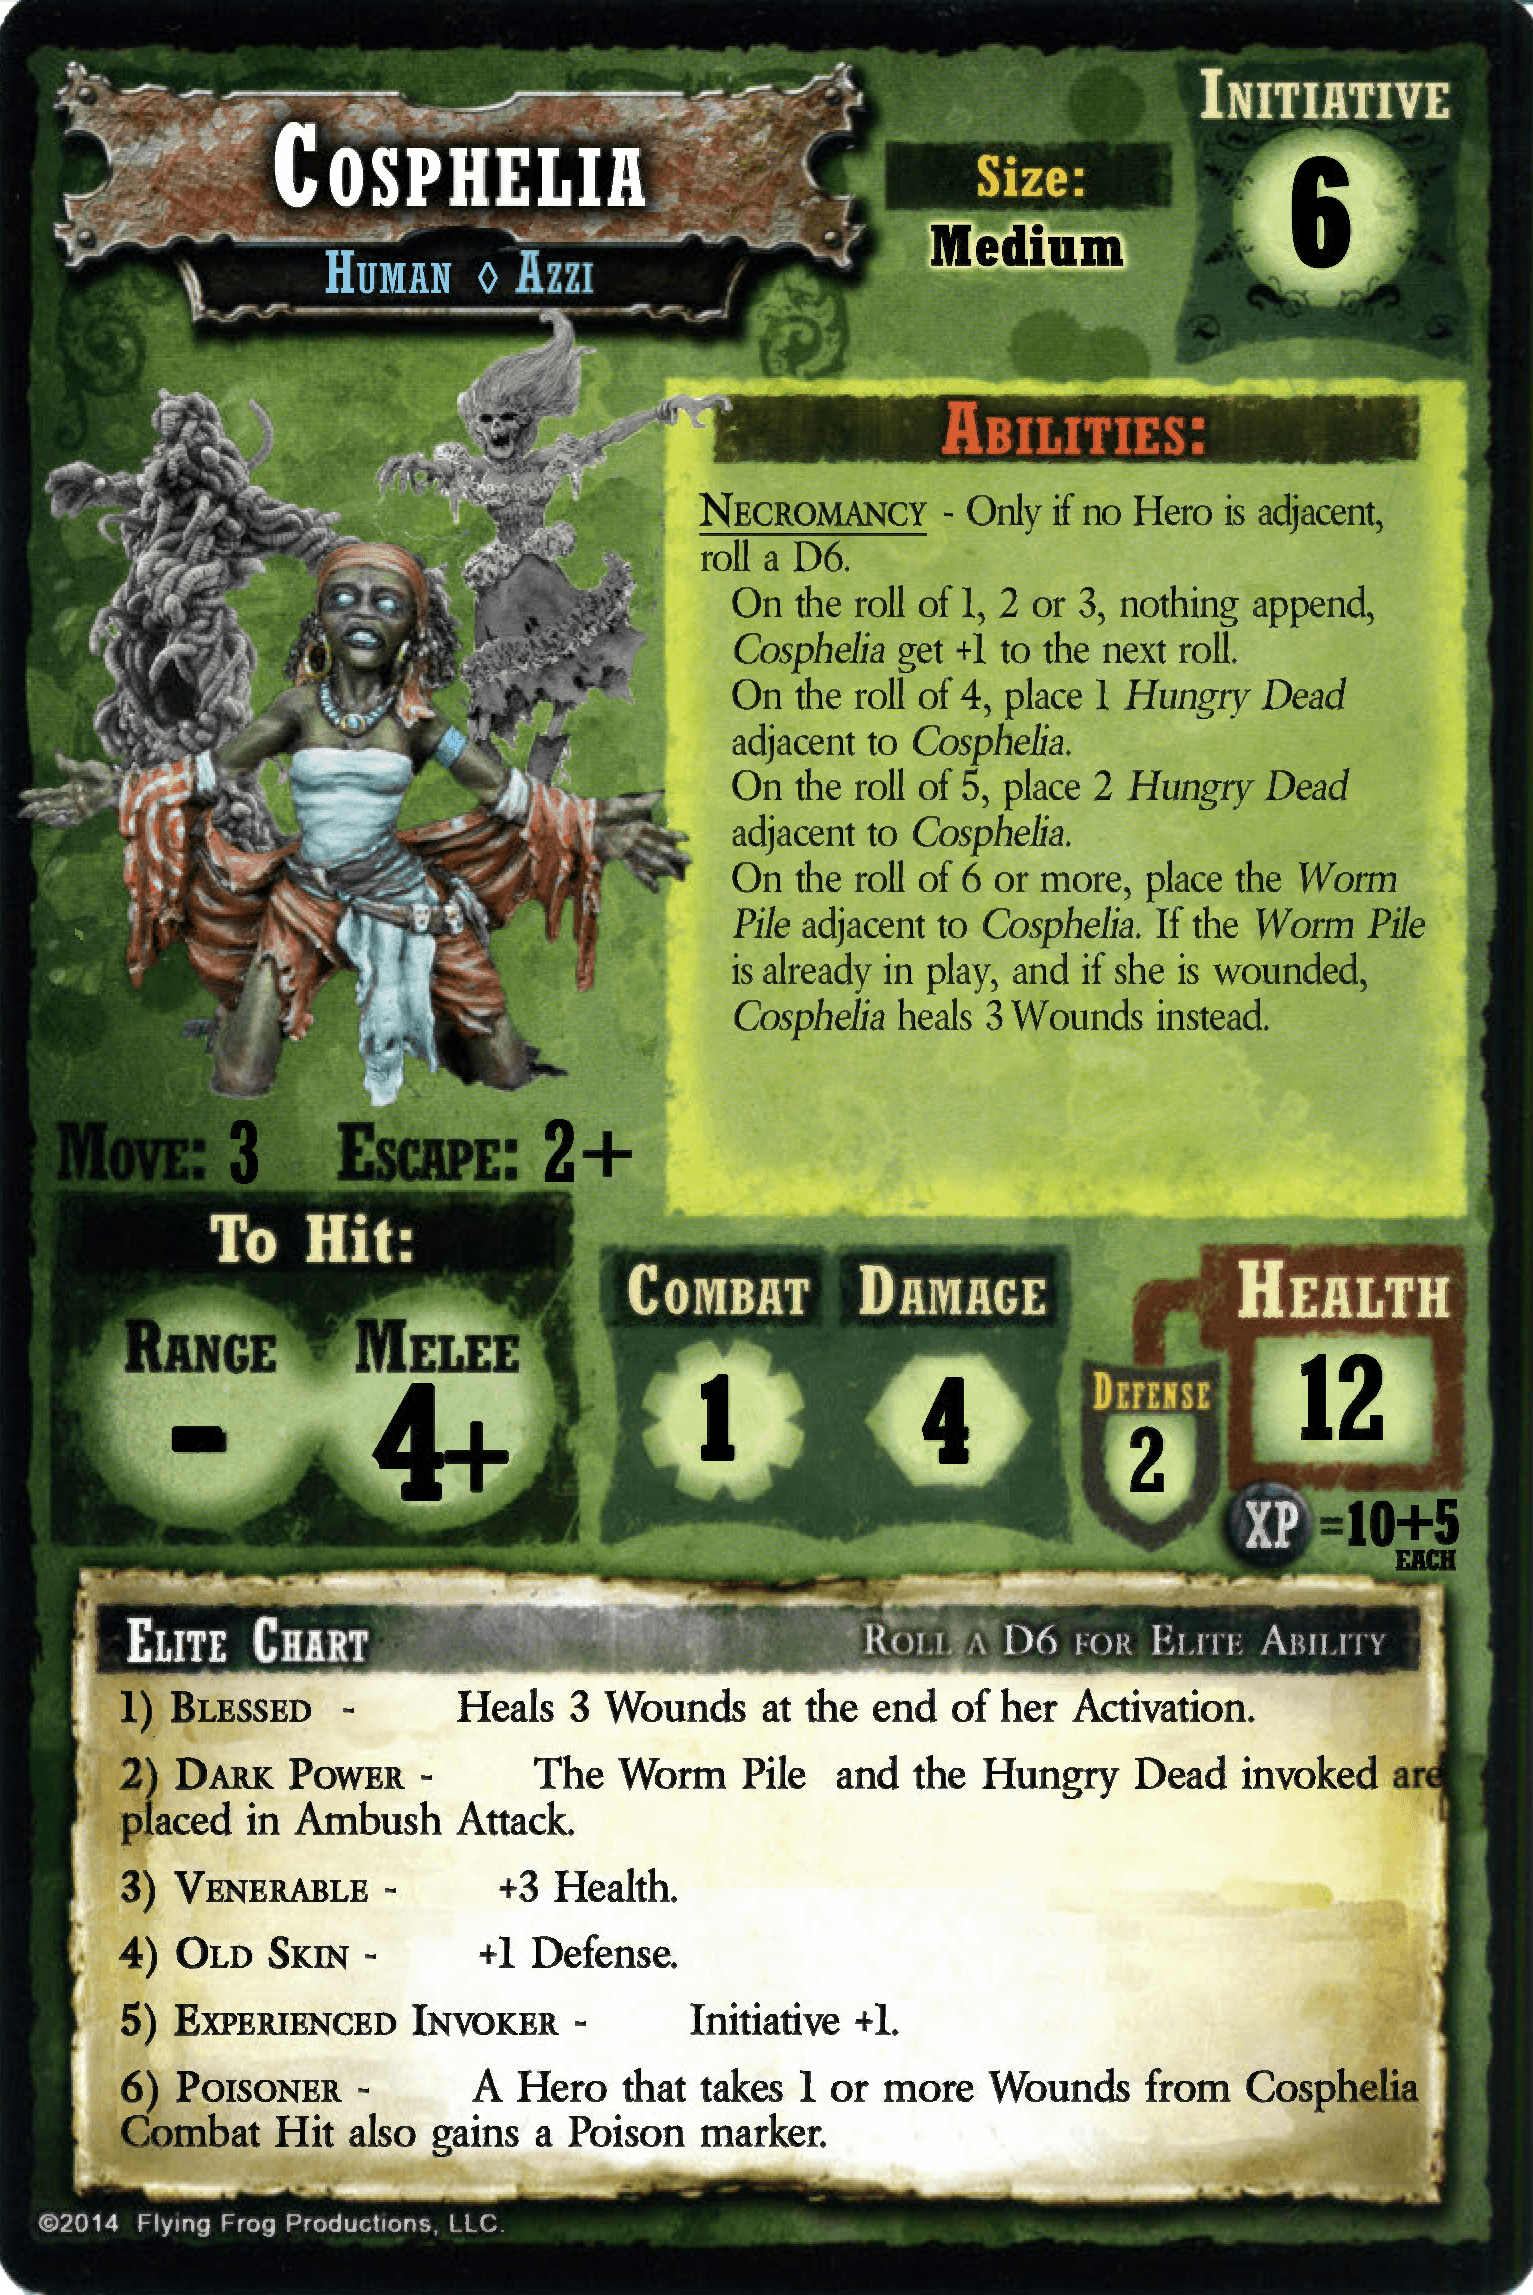 COSPHELIA
HUMAN ◊ AZZI
Size:
Medium
INITIATIVE
6
ABILITIES:
NECROMANCY - Only if no Hero is adjacent,
roll a D6.
On the roll of 1, 2 or 3, nothing append,
Cosphelia get +1 to the next roll.
On the roll of 4, place 1 Hungry Dead
adjacent to Cosphelia.
On the roll of 5, place 2 Hungry Dead
adjacent to Cosphelia.
On the roll of 6 or more, place the Worm
Pile adjacent to Cosphelia. If the Worm Pile
is already in play, and if she is wounded,
Cosphelia heals 3 Wounds instead.
MOVE: 3 ESCAPE: 2+
To Hit:
RANGE MELEE
- 4+
COMBAT
1
DAMAGE
4
DEFENSE
2
HEALTH
12
XP =10+5
EACH
ELITE CHART ROLL A D6 FOR ELITE ABILITY
1) BLESSED - Heals 3 Wounds at the end of her Activation.
2) DARK POWER - The Worm Pile and the Hungry Dead invoked are
placed in Ambush Attack.
3) VENERABLE - +3 Health.
4) OLD SKIN - +1 Defense.
5) EXPERIENCED INVOKER - Initiative +1.
6) POISONER - A Hero that takes 1 or more Wounds from Cosphelia
Combat Hit also gains a Poison marker.
©2014 Flying Frog Productions, LLC.